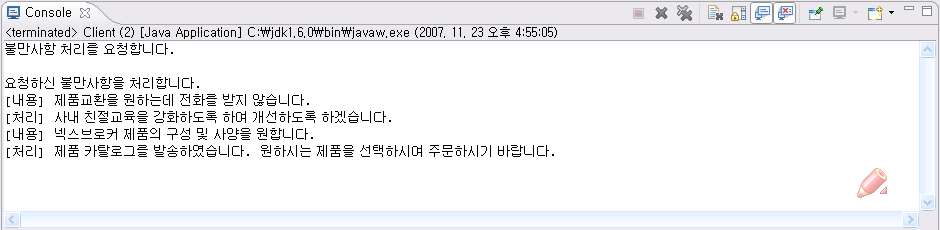 Console
<terminated> Client (2) [Java Application] C:₩jdk1,6,0₩bin₩javaw,exe (2007, 11, 23 오후 4:55:05)
불만사항 처리를 요청합니다.
요청하신 불만사항을 처리합니다.
[내용] 제품교환을 원하는데 전화를 받지 않습니다.
[처리] 사내 친절교육을 강화하도록 하여 개선하도록 하겠습니다.
[내용] 넥스브로커 제품의 구성 및 사양을 원합니다.
[처리] 제품 카탈로그를 발송하였습니다. 원하시는 제품을 선택하시여 주문하시기 바랍니다.